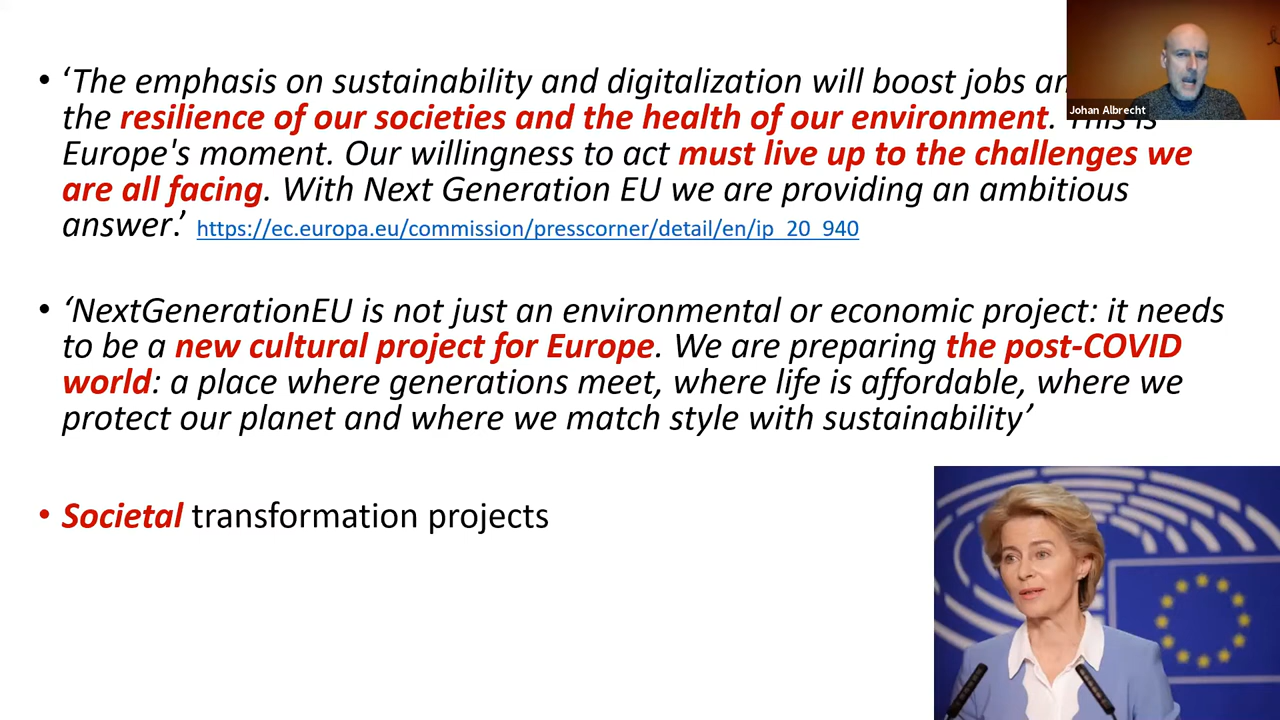 • ‘The emphasis on sustainability and digitalization will boost jobs
the resilience of our societies and the health of our environment. This is
Europe's moment. Our willingness to act must live up to the challenges we
are all facing. With Next Generation EU we are providing an ambitious
answer.’ https://ec.europa.eu/commission/presscorner/detail/en/ip_20_940
• ‘NextGenerationEU is not just an environmental or economic project: it needs
to be a new cultural project for Europe. We are preparing the post-COVID
world: a place where generations meet, where life is affordable, where we
protect our planet and where we match style with sustainability’
• Societal transformation projects
Johan Albrecht